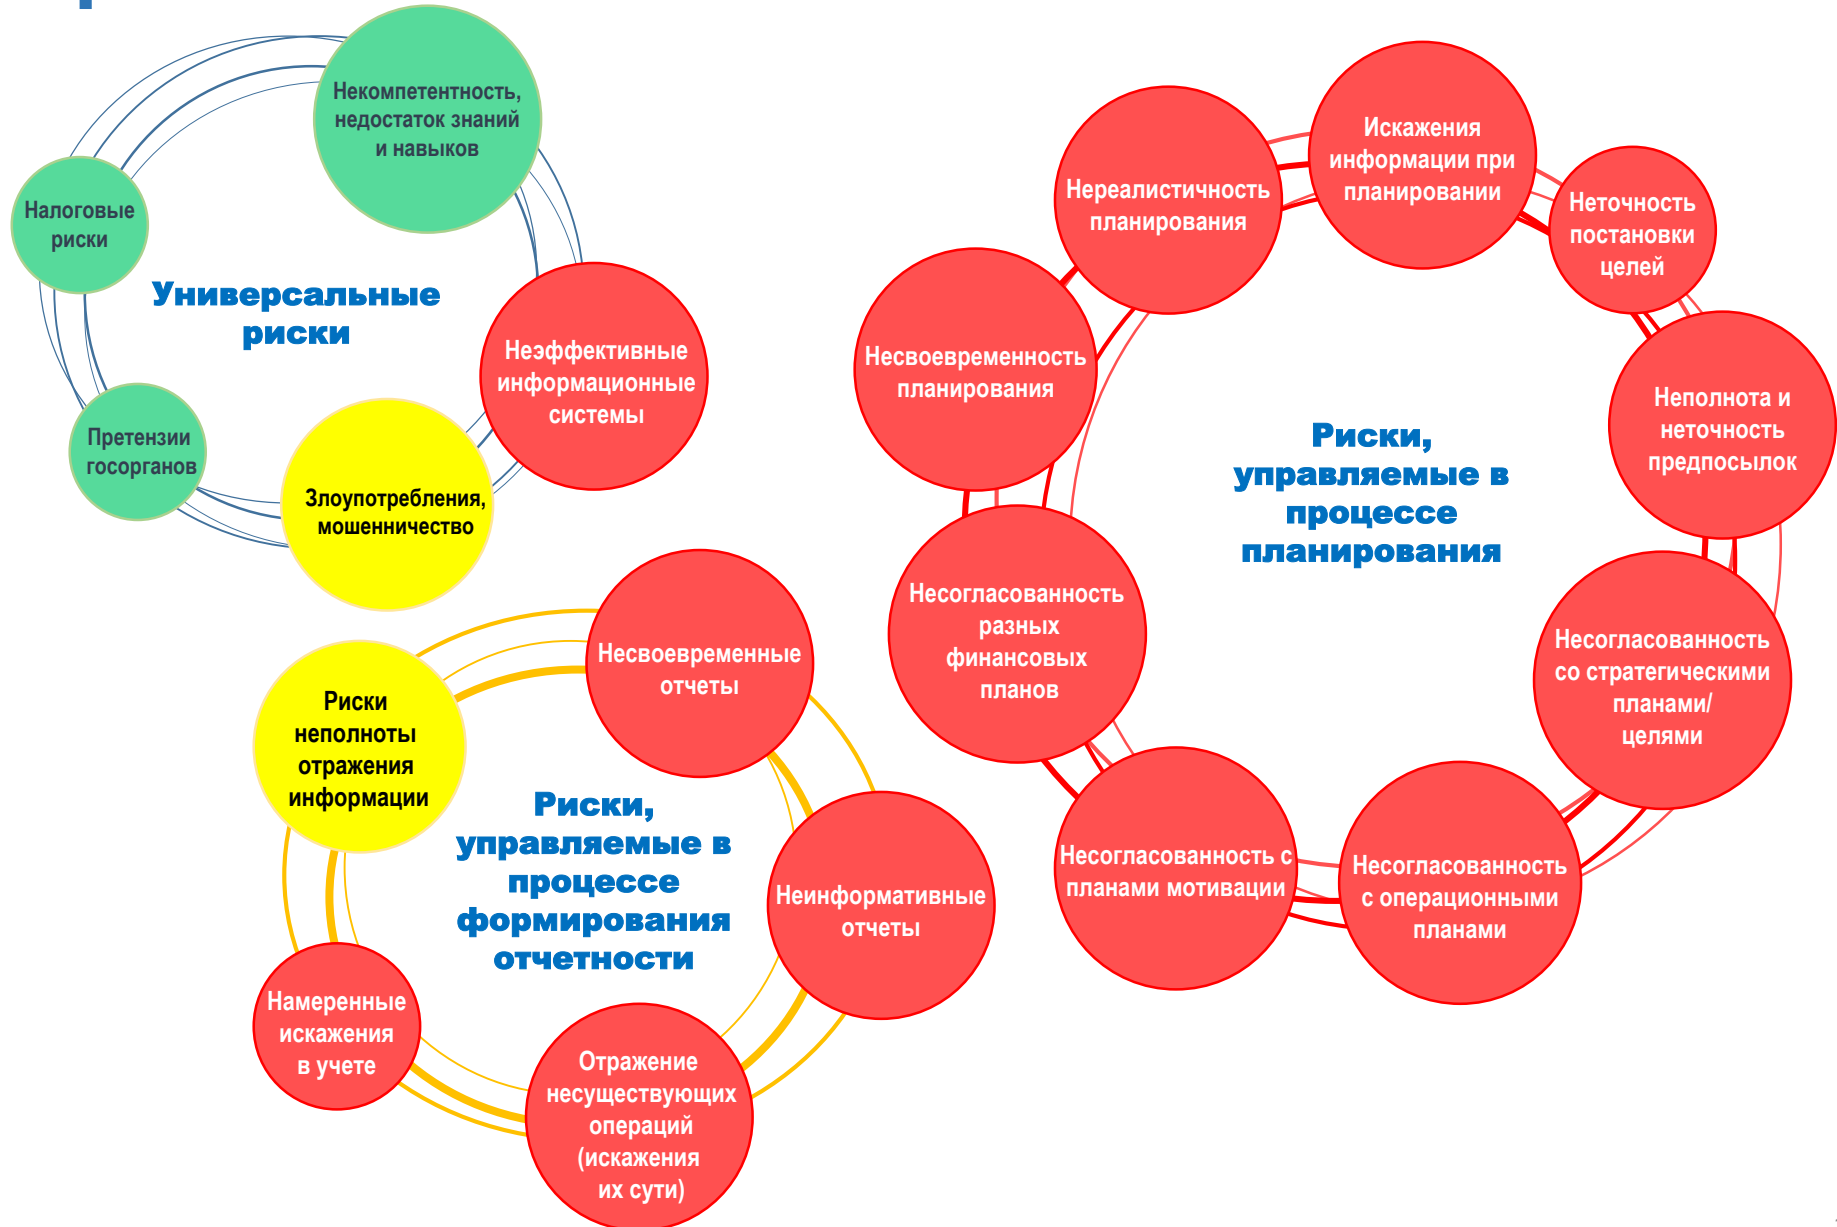 Некомпетентность,
недостаток знаний
и навыков
Налоговые
риски
Универсальные
риски
Неэффективные
информационные
системы
Претензии
госорганов
Злоупотребления,
мошенничество
Риски
неполноты
отражения
информации
Несвоевременные
отчеты
Риски,
управляемые в
процессе
формирования
отчетности
Неинформативные
отчеты
Намеренные
искажения
в учете
Отражение
несуществующих
операций
(искажения
их сути)
Искажения
информации при
планировании
Нереалистичность
планирования
Неточность
постановки
целей
Несвоевременность
планирования
Неполнота и
неточность
предпосылок
Риски,
управляемые в
процессе
планирования
Несогласованность
разных
финансовых
планов
Несогласованность
со стратегическими
планами/
целями
Несогласованность с
планами мотивации
Несогласованность
с операционными
планами